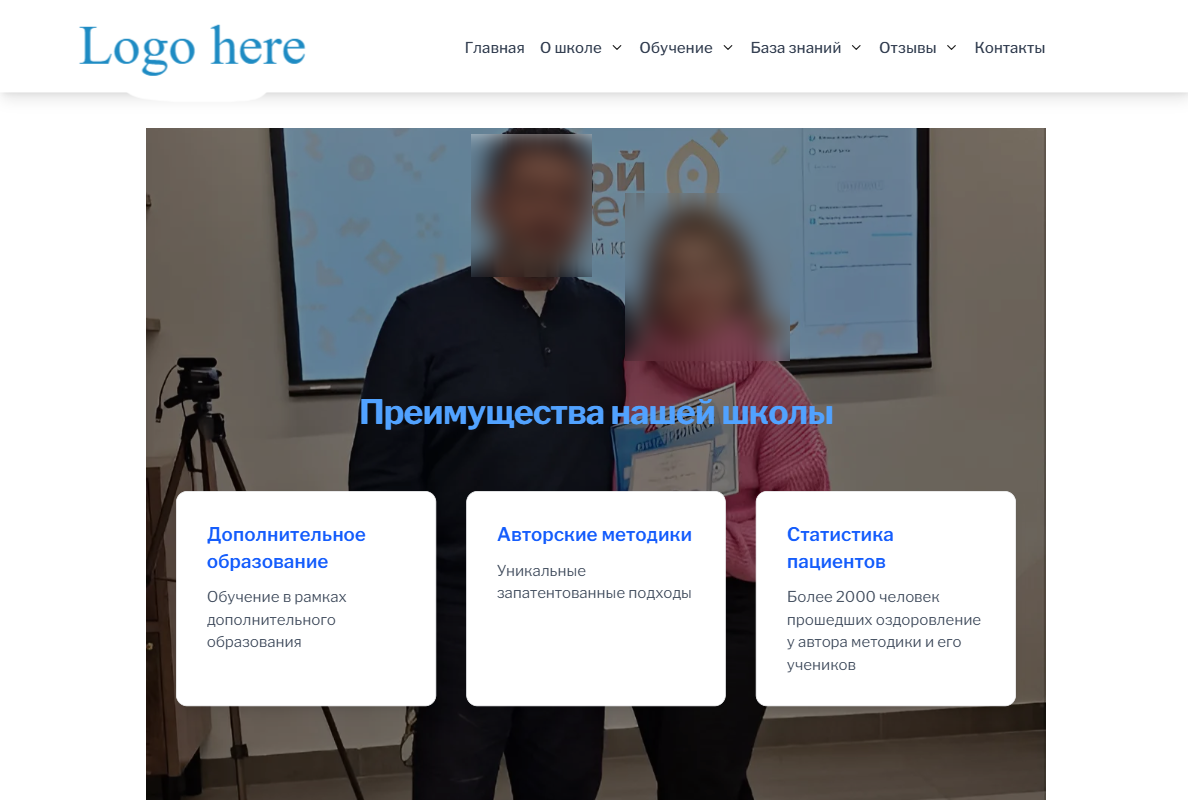 Logo here
Главная О школе Обучение База знаний Отзывы Контакты
Преимущества нашей школы
Дополнительное
образование
Обучение в рамках
дополнительного
образования
Авторские методики
Уникальные
запатентованные подходы
Статистика
пациентов
Более 2000 человек
прошедших оздоровление
у автора методики и его
учеников